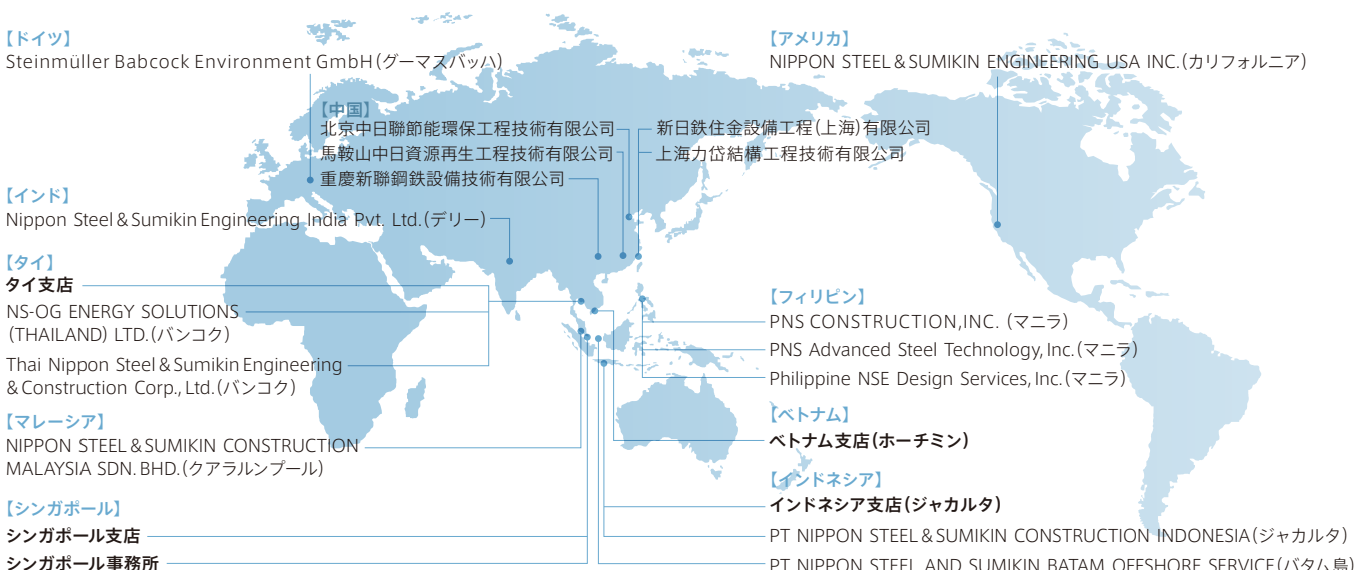 【ドイツ】
Steinmüller Babcock Environment GmbH(グーマスバッハ)
【中国】
北京中日聯節能環保工程技術有限公司
馬鞍山中日資源再生工程技術有限公司
重慶新聯鋼鉄設備技術有限公司
新日鉄住金設備工程(上海)有限公司
上海力岱結構工程技術有限公司
【インド】
Nippon Steel & Sumikin Engineering India Pvt. Ltd.(デリー)
【タイ】
タイ支店
NS-OG ENERGY SOLUTIONS
(THAILAND) LTD.(バンコク)
Thai Nippon Steel & Sumikin Engineering
& Construction Corp., Ltd.(バンコク)
【マレーシア】
NIPPON STEEL & SUMIKIN CONSTRUCTION
MALAYSIA SDN. BHD.(クアラルンプール)
【シンガポール】
シンガポール支店
シンガポール事務所
【アメリカ】
NIPPON STEEL & SUMIKIN ENGINEERING USA INC.(カリフォルニア)
【フィリピン】
PNS CONSTRUCTION,INC. (マニラ)
PNS Advanced Steel Technology, Inc.(マニラ)
Philippine NSE Design Services, Inc.(マニラ)
【ベトナム】
ベトナム支店(ホーチミン)
【インドネシア】
インドネシア支店(ジャカルタ)
PT NIPPON STEEL & SUMIKIN CONSTRUCTION INDONESIA(ジャカルタ)
PT NIPPON STEEL AND SUMIKIN BATAM OFFSHORE SERVICE(バタム島)